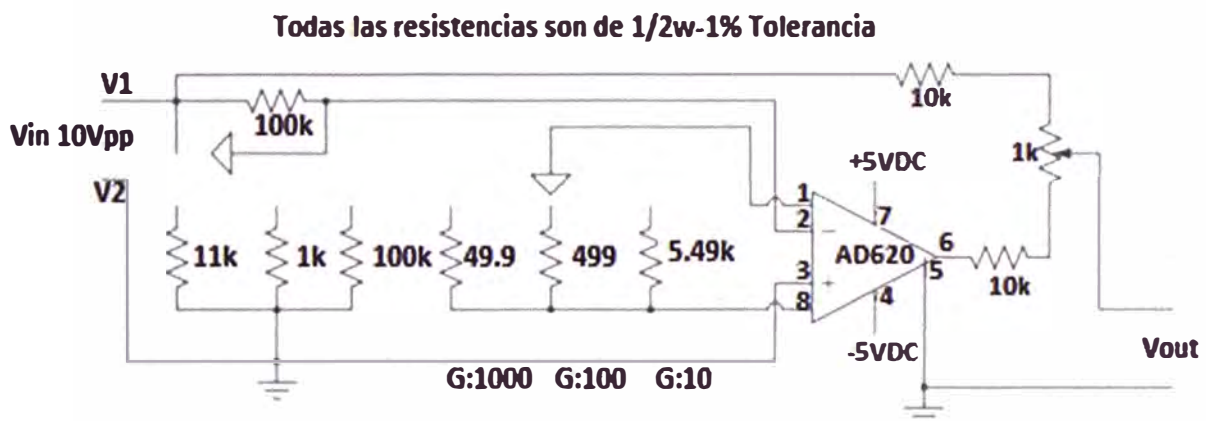 Todas las resistencias son de 1/2w-1% Tolerancia
V1
100k
10k
Vin 10Vpp
1k
+5VDC
V2
1
7
2
11k
1k
100k
49.9
499
5.49k
AD620
6
3
5
10k
8
4
-5VDC
Vout
G:1000 G:100 G:10